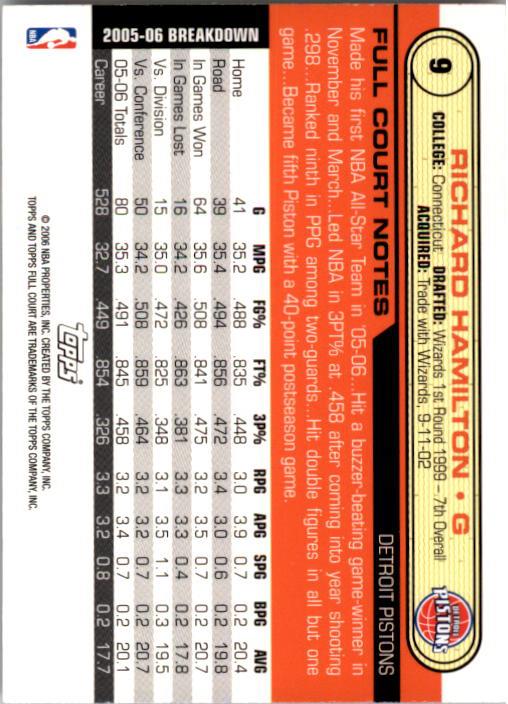 9
RICHARD HAMILTON • G
COLLEGE: Connecticut DRAFTED: Wizards 1st Round 1999 – 7th Overall
ACQUIRED: Trade with Wizards, 9-11-02
DETROIT PISTONS
DETROIT PISTONS
FULL COURT NOTES
Made his first NBA All-Star Team in '05-06...Hit a buzzer-beating game-winner in
November and March...Led NBA in 3PT% at .458 after coming into year shooting
.298...Ranked ninth in PPG among two-guards...Hit double figures in all but one
game...Became fifth Piston with a 40-point postseason game.
2005-06 BREAKDOWN G MPG FG% FT% 3P% RPG APG SPG BPG AVG
Home 41 35.2 .488 .835 .448 3.0 3.9 0.7 0.2 20.4
Road 39 35.4 .494 .856 .472 3.4 3.0 0.6 0.2 19.8
In Games Won 64 35.6 .508 .841 .475 3.2 3.5 0.7 0.2 20.7
In Games Lost 16 34.2 .426 .863 .381 3.3 3.3 0.4 0.2 17.8
Vs. Division 15 35.0 .472 .825 .348 3.1 3.5 1.1 0.3 19.5
Vs. Conference 50 34.2 .508 .859 .464 3.2 3.2 0.7 0.2 20.7
05-06 Totals 80 35.3 .491 .845 .458 3.2 3.4 0.7 0.2 20.1
Career 528 32.7 .449 .854 .326 3.3 3.2 0.8 0.2 17.7
NBA
Topps
© 2006 NBA PROPERTIES, INC. CREATED BY THE TOPPS COMPANY, INC.
TOPPS AND TOPPS FULL COURT ARE TRADEMARKS OF THE TOPPS COMPANY, INC.